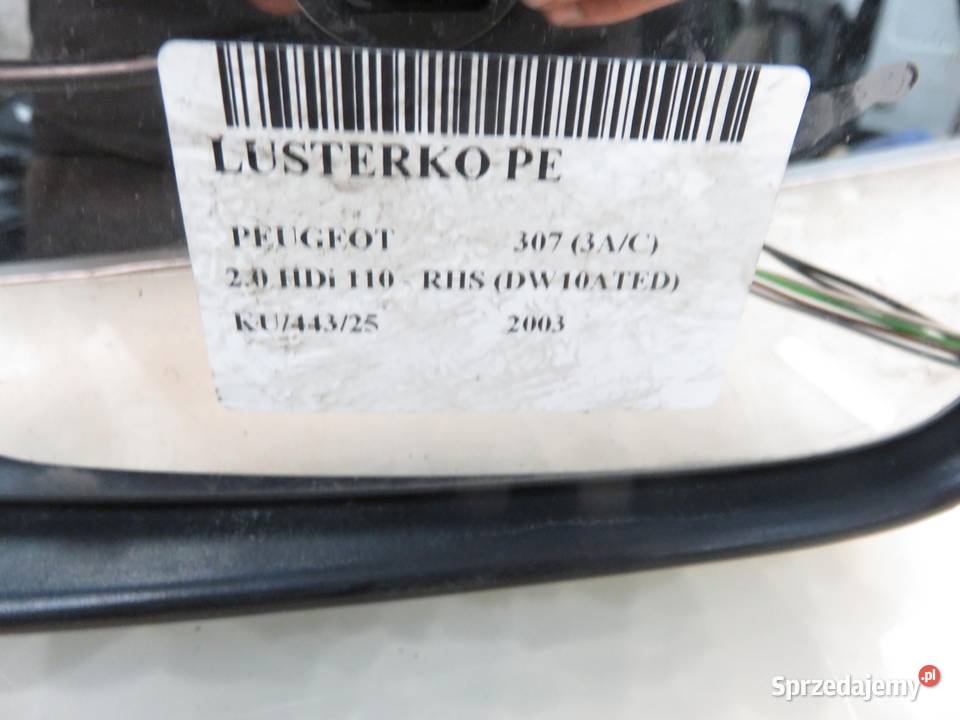 LUSTERKO PE
PEUGEOT 307 (3A/C)
2.0 HDi 110 - RHS (DW10ATED)
KU/443/25 2003
Sprzedajemy.pl